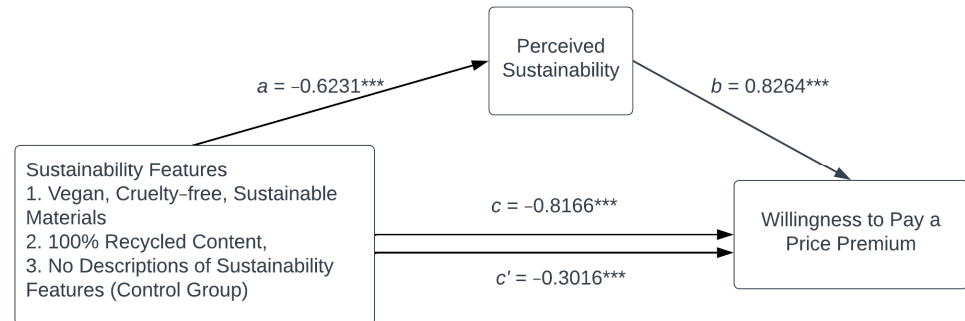 Perceived
Sustainability
a = –0.6231***
b = 0.8264***
Sustainability Features
1. Vegan, Cruelty–free, Sustainable
Materials
2. 100% Recycled Content,
3. No Descriptions of Sustainability
Features (Control Group)
c = –0.8166***
c' = –0.3016***
Willingness to Pay a
Price Premium